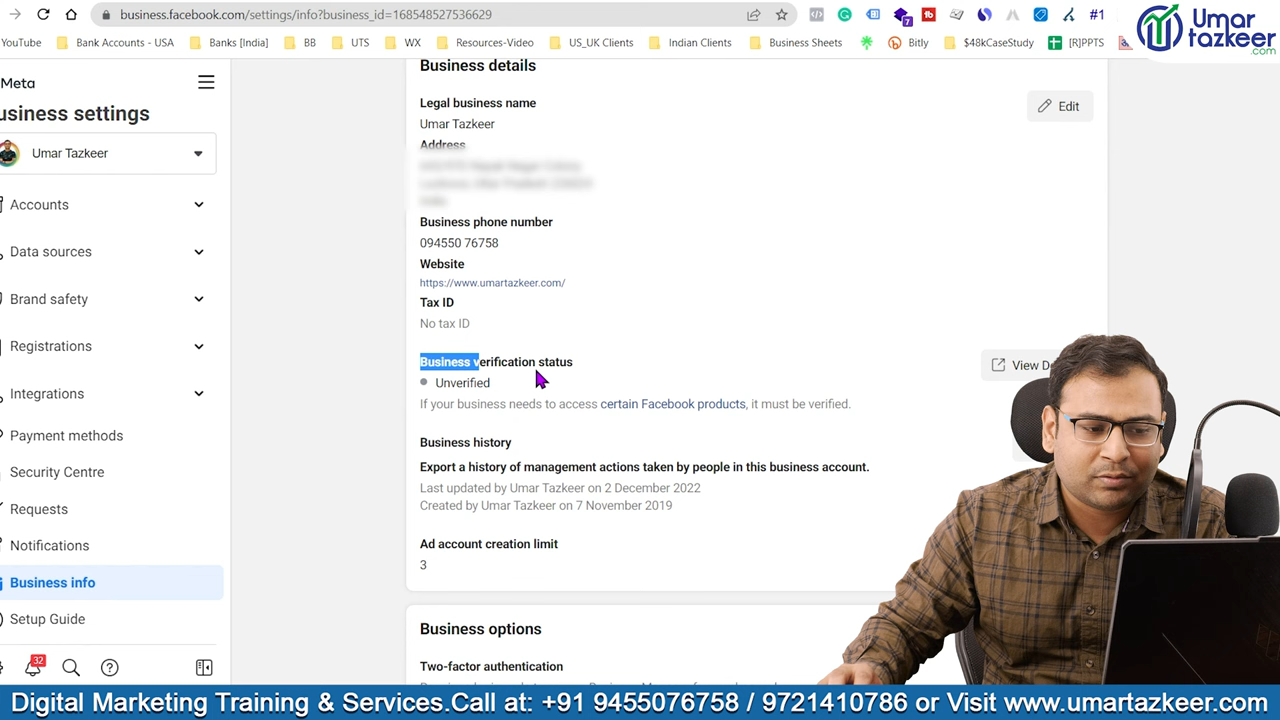 business.facebook.com/settings/info?business_id=168548527536629
#1
YouTube
Bank Accounts - USA
Banks [India]
BB
UTS
WX
Resources-Video
US_UK Clients
Indian Clients
Business Sheets
Bitly
$48kCaseStudy
[R]PPTS
7
Umar
tazkeer
.com
Meta
usiness settings
Umar Tazkeer
Accounts
Data sources
Brand safety
Registrations
Integrations
Payment methods
Security Centre
Requests
Notifications
Business info
Setup Guide
32
Business details
Edit
Legal business name
Umar Tazkeer
Address
Business phone number
094550 76758
Website
https://www.umartazkeer.com/
Tax ID
No tax ID
Business verification status
View D
Unverified
If your business needs to access certain Facebook products, it must be verified.
Business history
Export a history of management actions taken by people in this business account.
Last updated by Umar Tazkeer on 2 December 2022
Created by Umar Tazkeer on 7 November 2019
Ad account creation limit
3
Business options
Two-factor authentication
Digital Marketing Training & Services.Call at: +91 9455076758 / 9721410786 or Visit www.umartazkeer.com